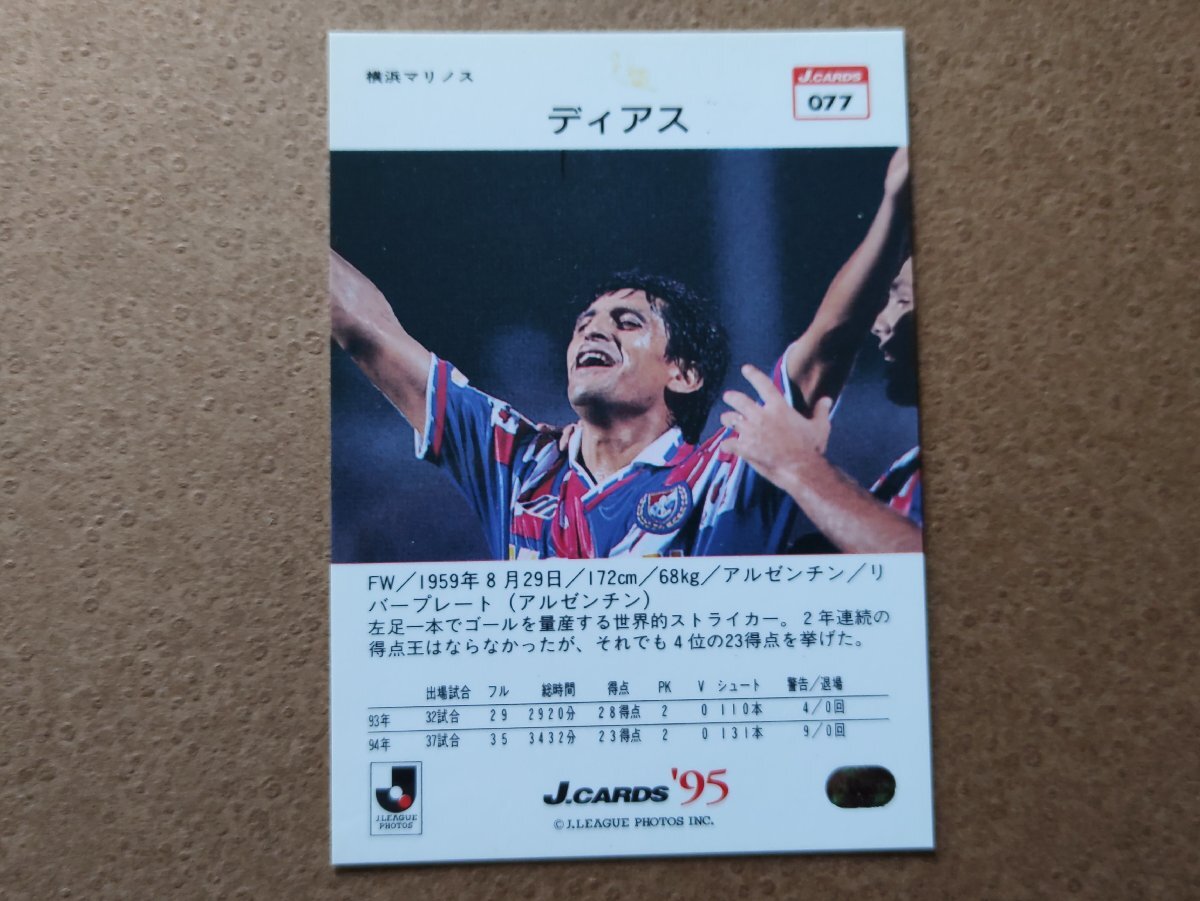 横浜マリノス
J.CARDS
077
ディアス
FW／1959年8月29日／172cm／68kg／アルゼンチン／リ
バープレート（アルゼンチン）
左足一本でゴールを量産する世界的ストライカー。2年連続の
得点王はならなかったが、それでも4位の23得点を挙げた。
出場試合 フル 総時間 得点 PK V シュート 警告／退場
93年 32試合 29 2920分 28得点 2 0 110本 4／0回
94年 37試合 35 3432分 23得点 2 0 131本 9／0回
J.LEAGUE
PHOTOS
J.CARDS '95
©J.LEAGUE PHOTOS INC.